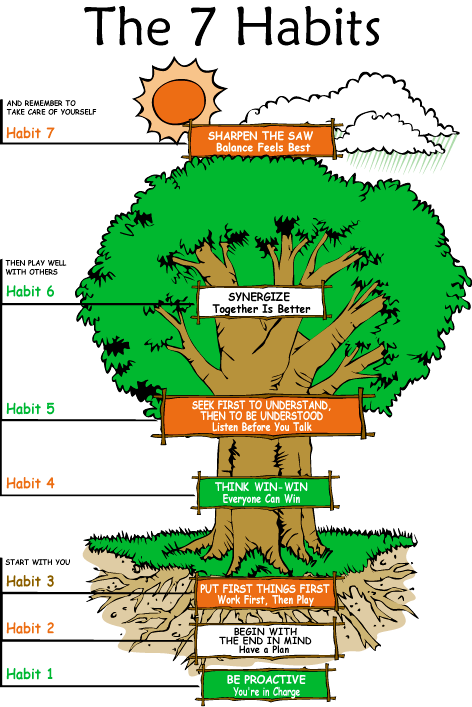 The 7 Habits
AND REMEMBER TO
TAKE CARE OF YOURSELF
Habit 7
SHARPEN THE SAW
Balance Feels Best
THEN PLAY WELL
WITH OTHERS
Habit 6
SYNERGIZE
Together Is Better
Habit 5
SEEK FIRST TO UNDERSTAND,
THEN TO BE UNDERSTOOD
Listen Before You Talk
Habit 4
THINK WIN-WIN
Everyone Can Win
START WITH YOU
Habit 3
PUT FIRST THINGS FIRST
Work First, Then Play
Habit 2
BEGIN WITH
THE END IN MIND
Have a Plan
Habit 1
BE PROACTIVE
You're in Charge